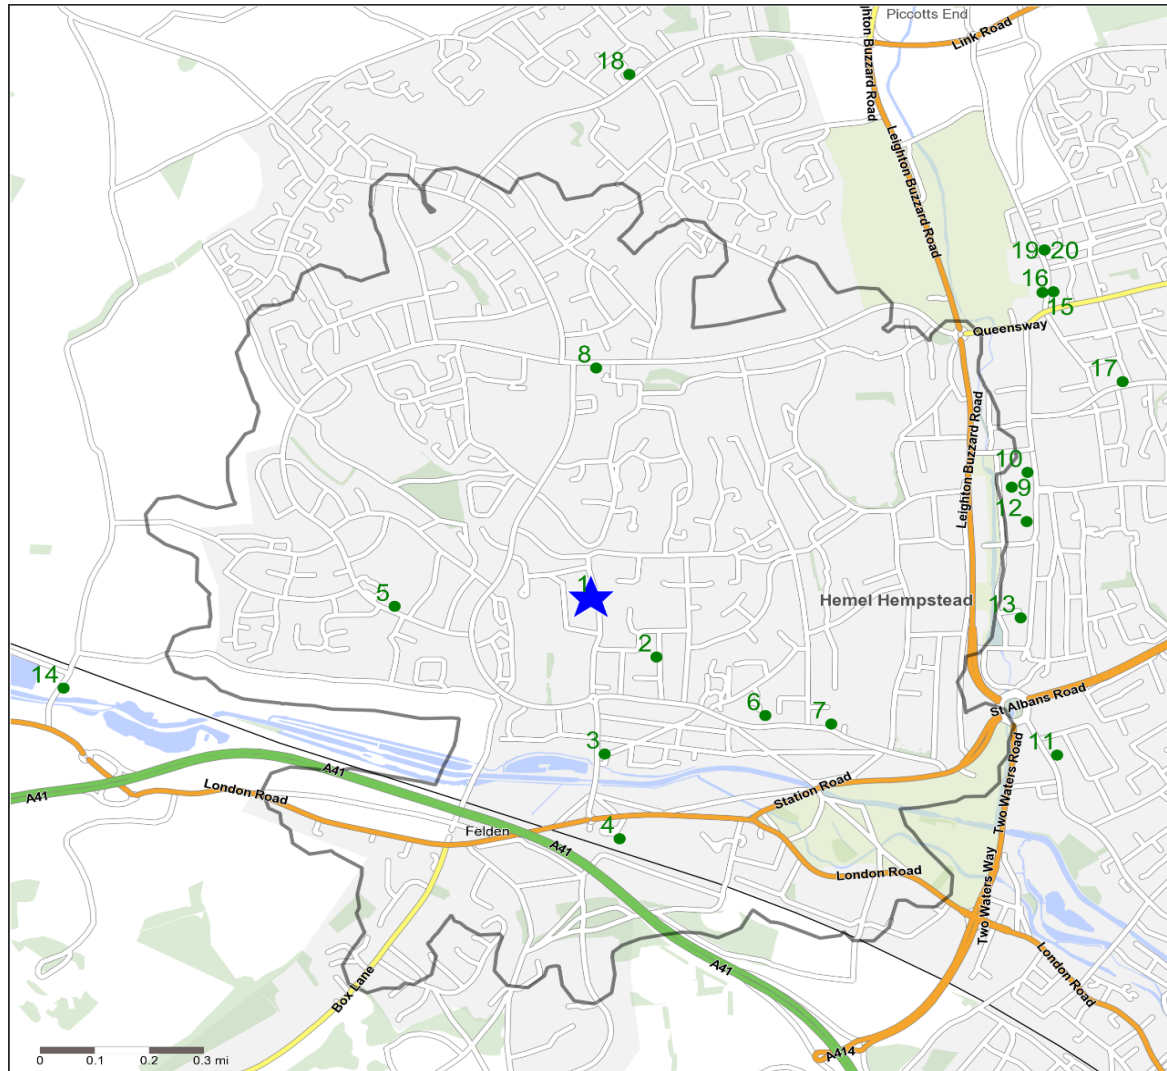 Piccotts End
Link Road
ghton Buzzard Road
18
Leighton Buzzard Road
19
20
16
15
Queensway
8
17
Leighton Buzzard Road
10
9
12
1
5
Hemel Hempstead
13
2
14
St Albans Road
6
7
3
11
A41
Two Waters Road
A41
London Road
Station Road
Felden
4
A41
London Road
Two Waters Way
A41
London Road
Box Lane
A414
0
0.1
0.2
0.3 mi